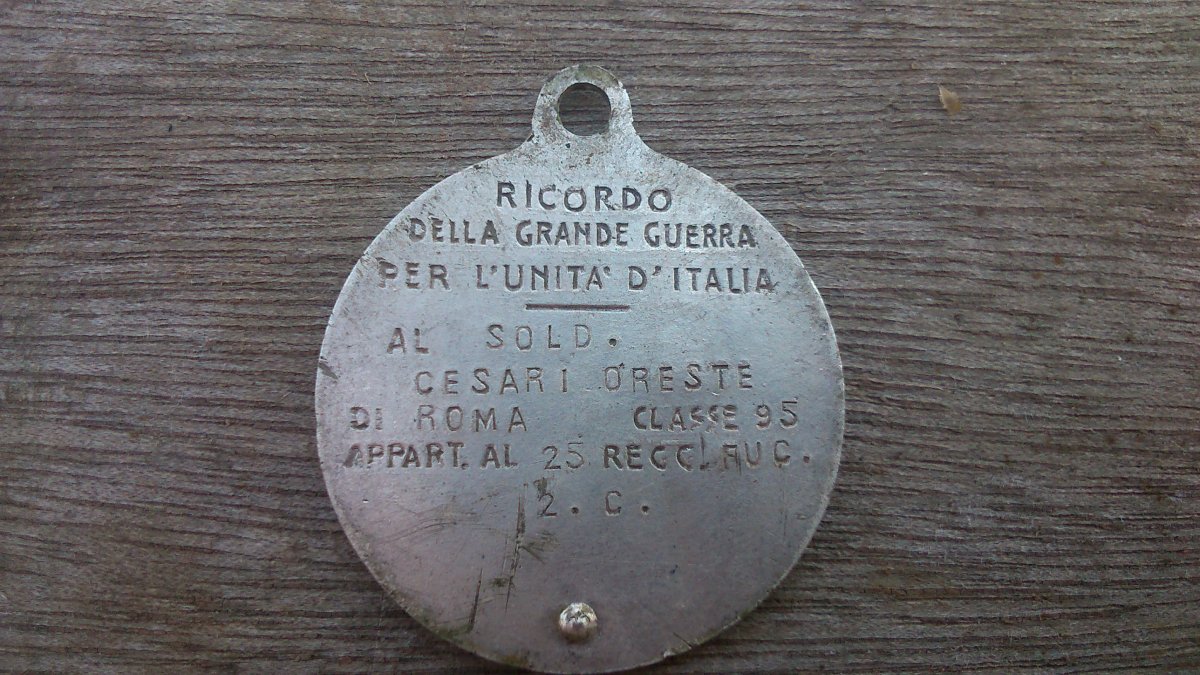 RICORDO
DELLA GRANDE GUERRA
PER L'UNITA' D'ITALIA
AL SOLD.
CESARI ORESTE
DI ROMA CLASSE 95
APPART. AL 25 REGG.
2. C.